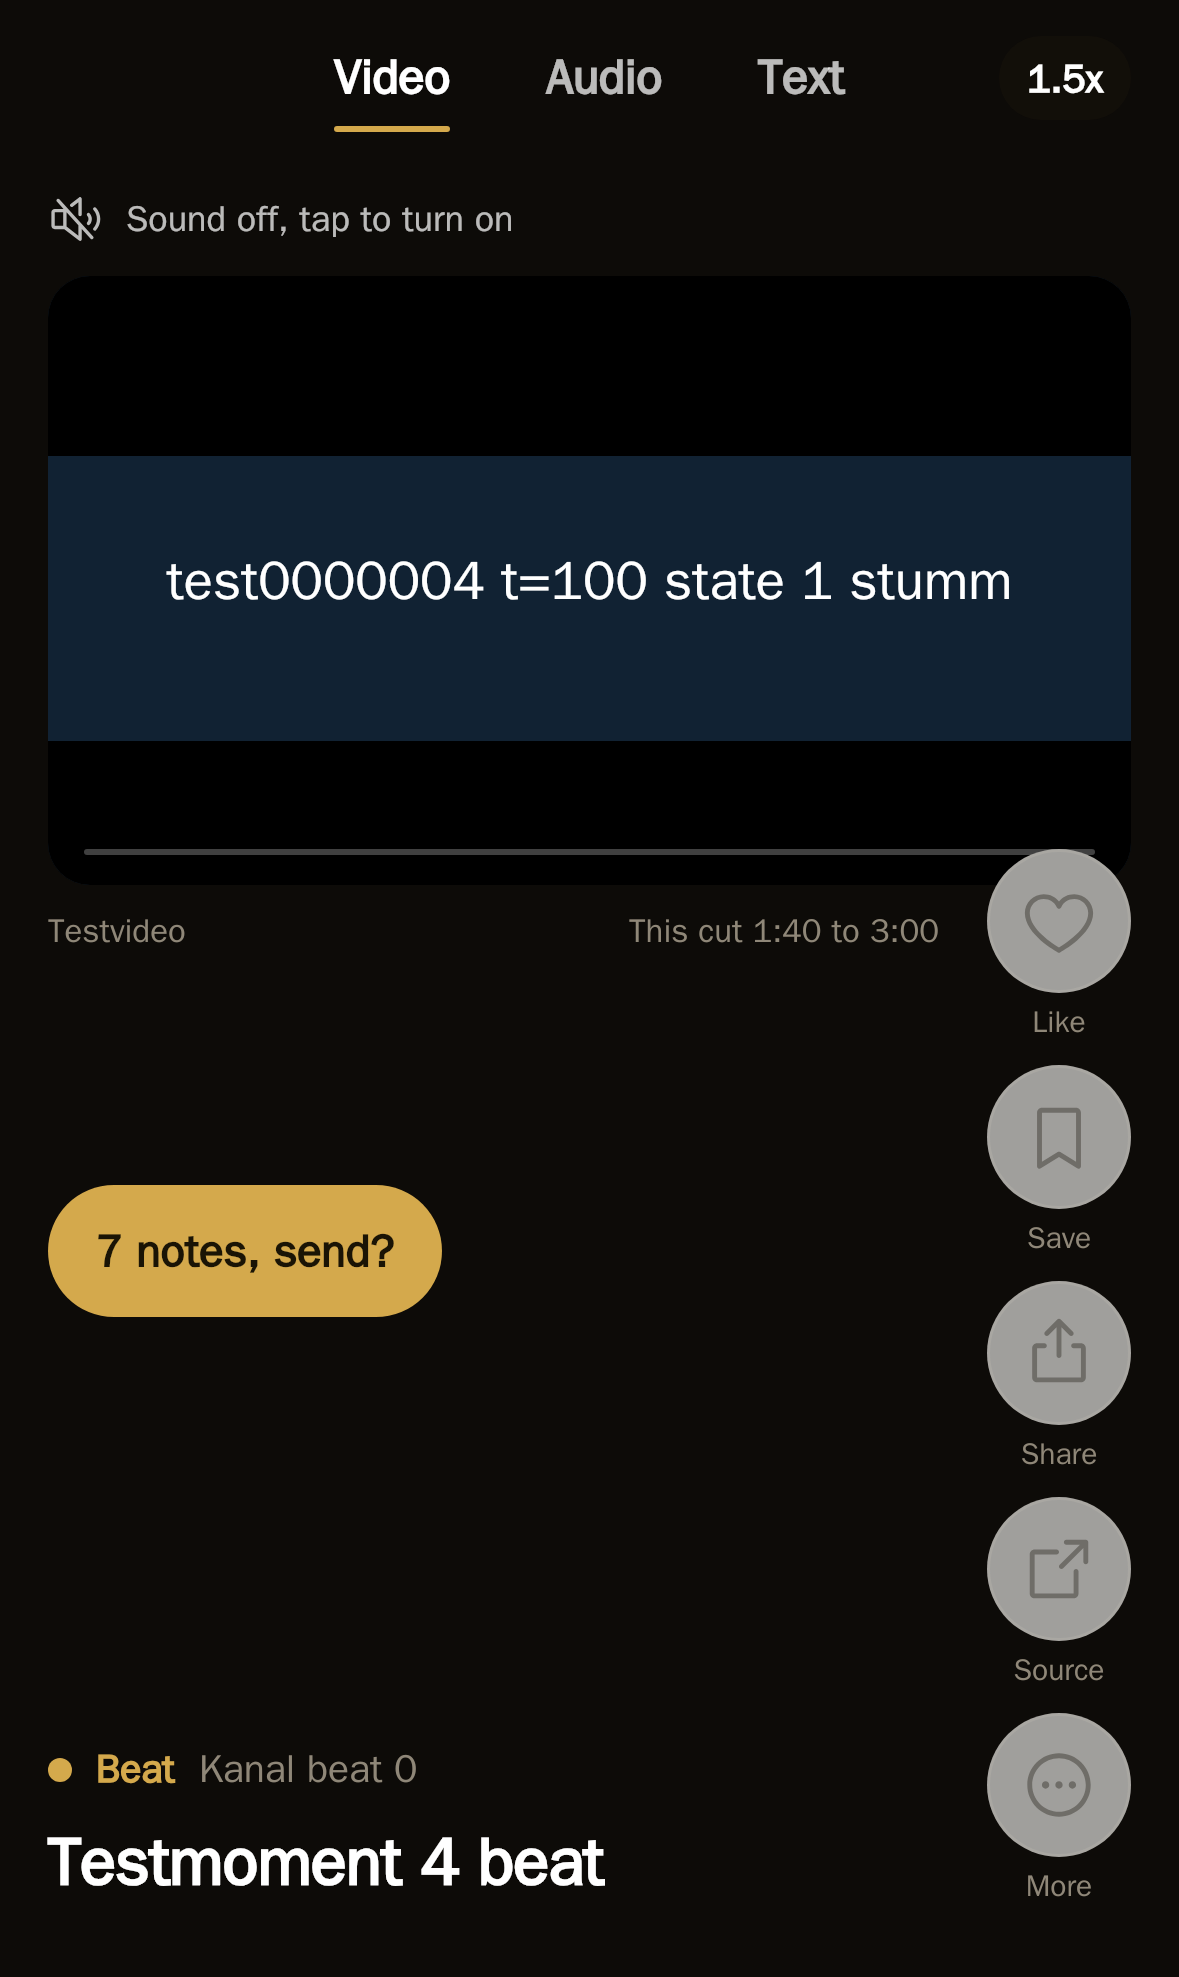 Video Audio Text 1.5x
Sound off, tap to turn on
test0000004 t=100 state 1 stumm
Testvideo This cut 1:40 to 3:00
Like
Save
7 notes, send?
Share
Source
Beat Kanal beat 0
Testmoment 4 beat
More